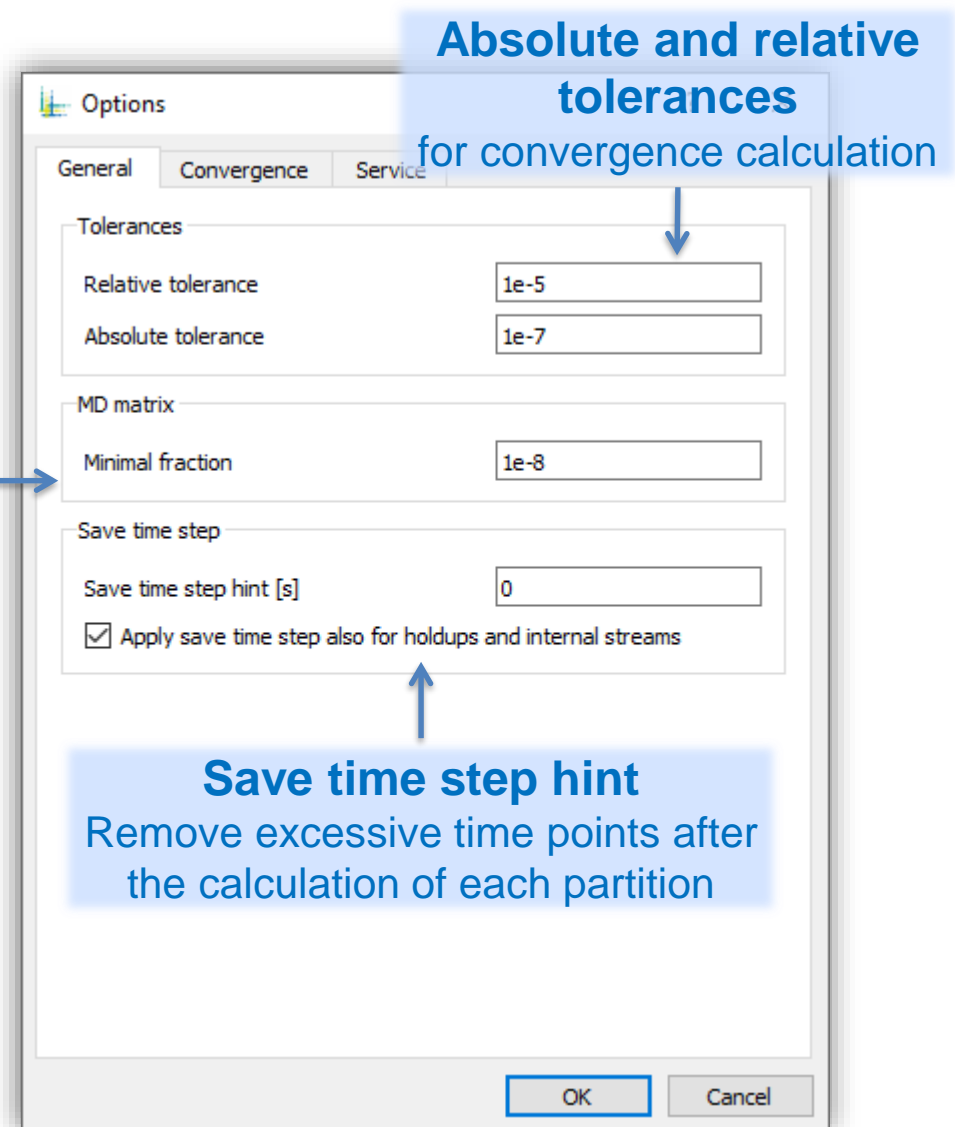 Absolute and relative
tolerances
for convergence calculation
Options
General Convergence Service
Tolerances
Relative tolerance 1e-5
Absolute tolerance 1e-7
MD matrix
Minimal fraction 1e-8
Save time step
Save time step hint [s] 0
Apply save time step also for holdups and internal streams
Save time step hint
Remove excessive time points after
the calculation of each partition
OK Cancel